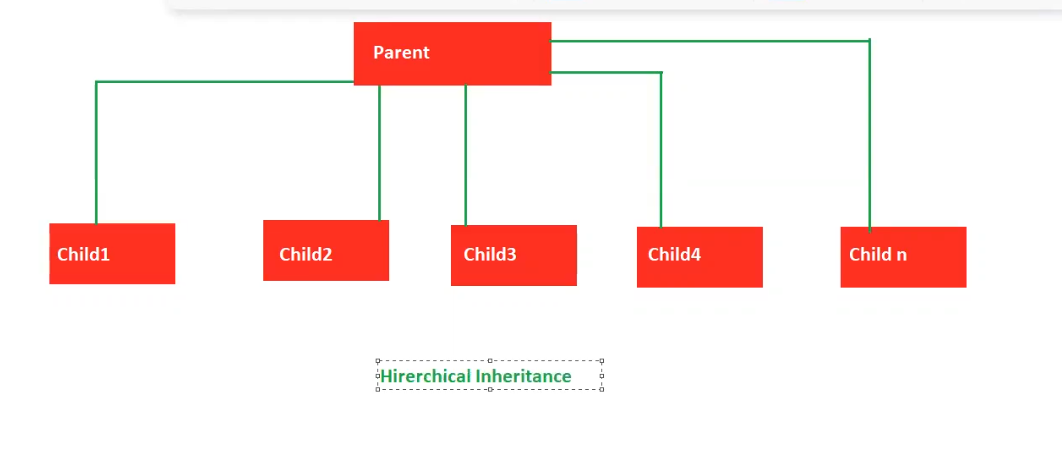 Parent
Child1
Child2
Child3
Child4
Child n
Hirerchical Inheritance